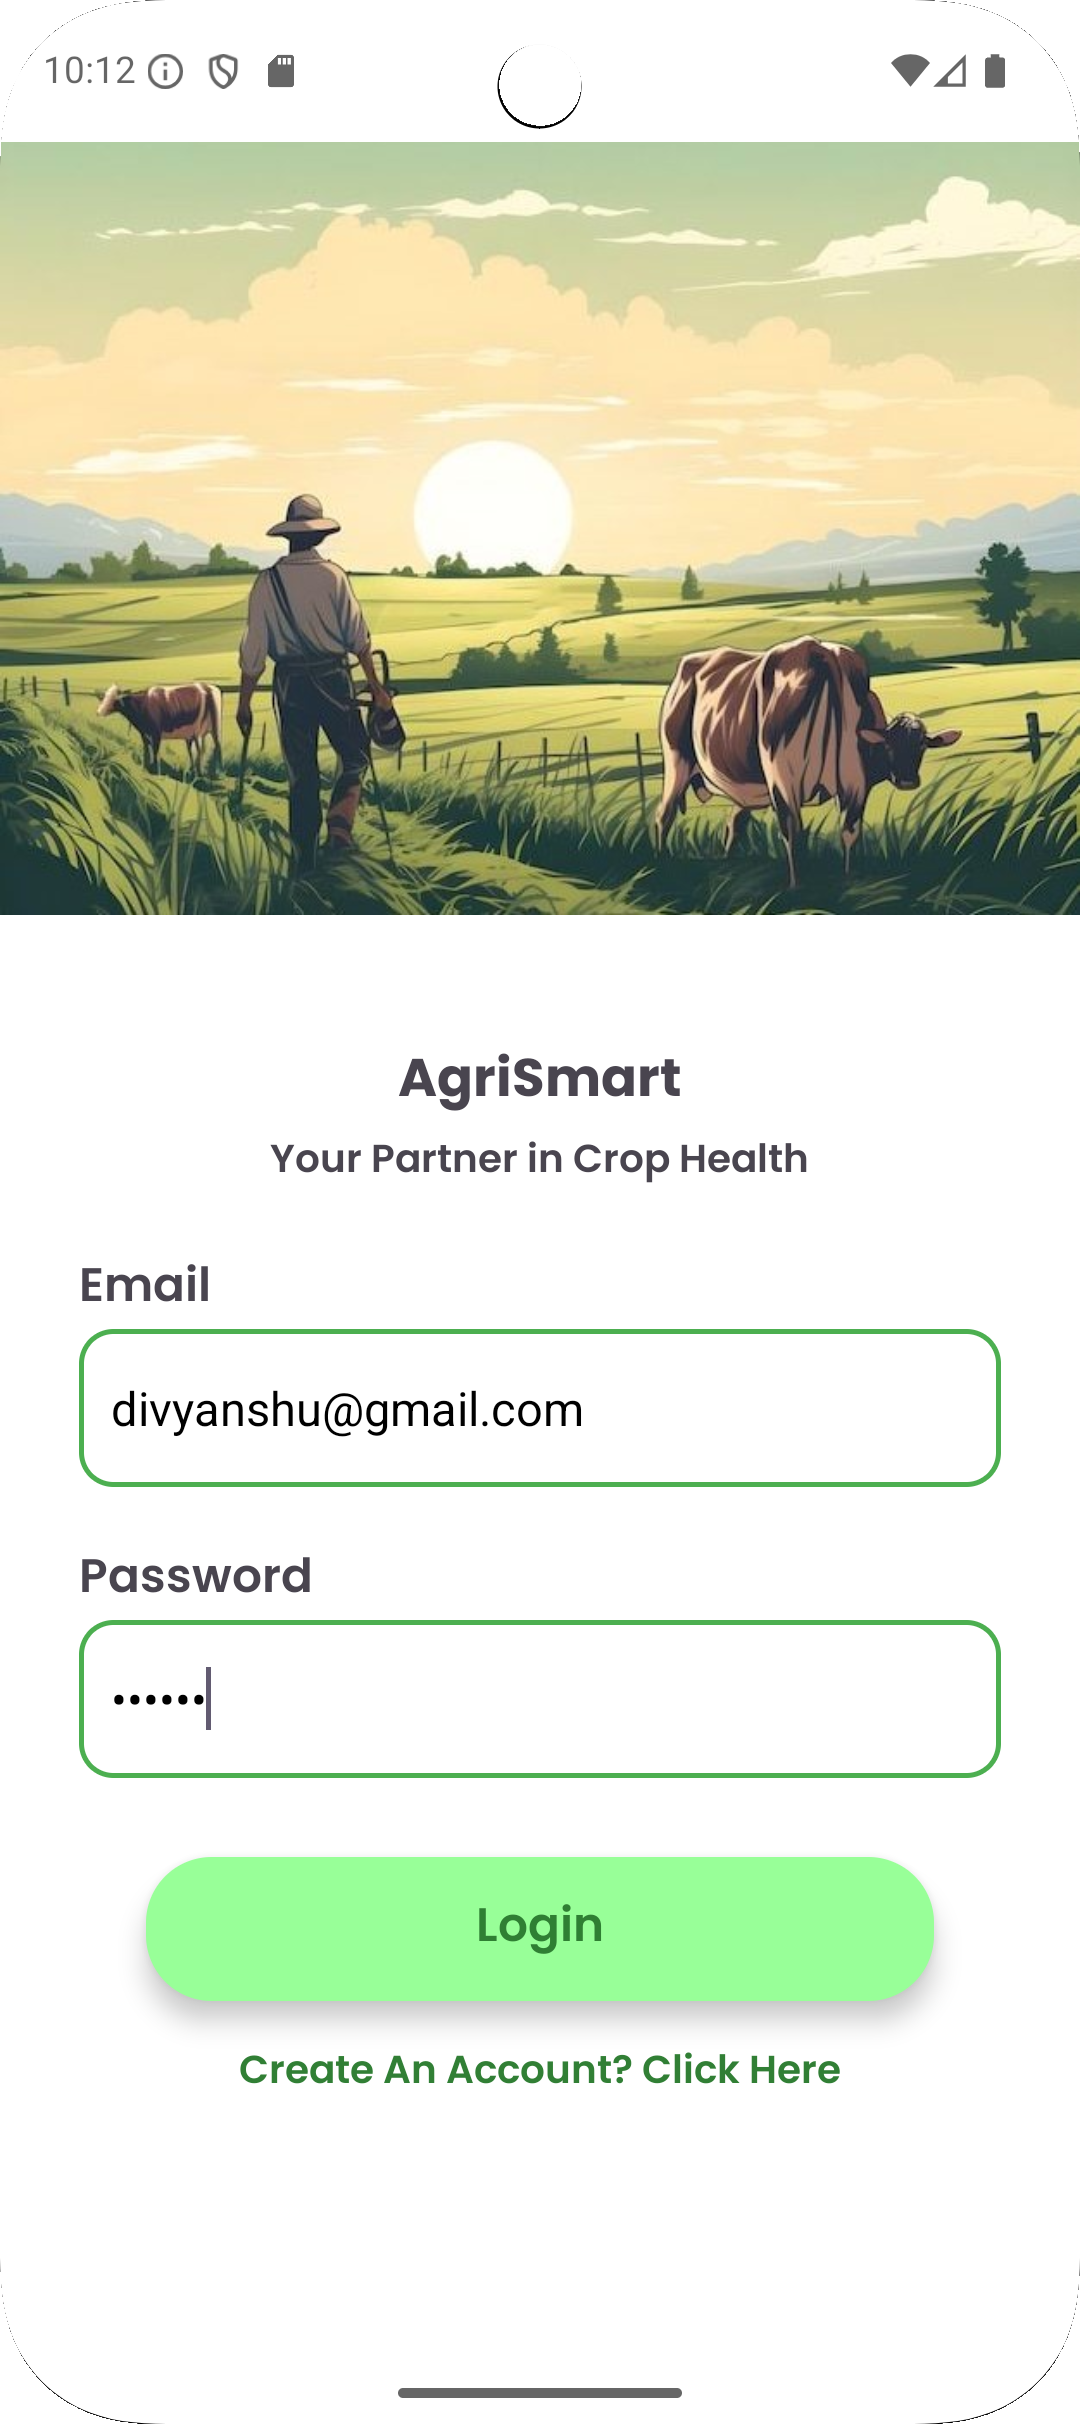 10:12
AgriSmart
Your Partner in Crop Health
Email
divyanshu@gmail.com
Password
••••••
Login
Create An Account? Click Here